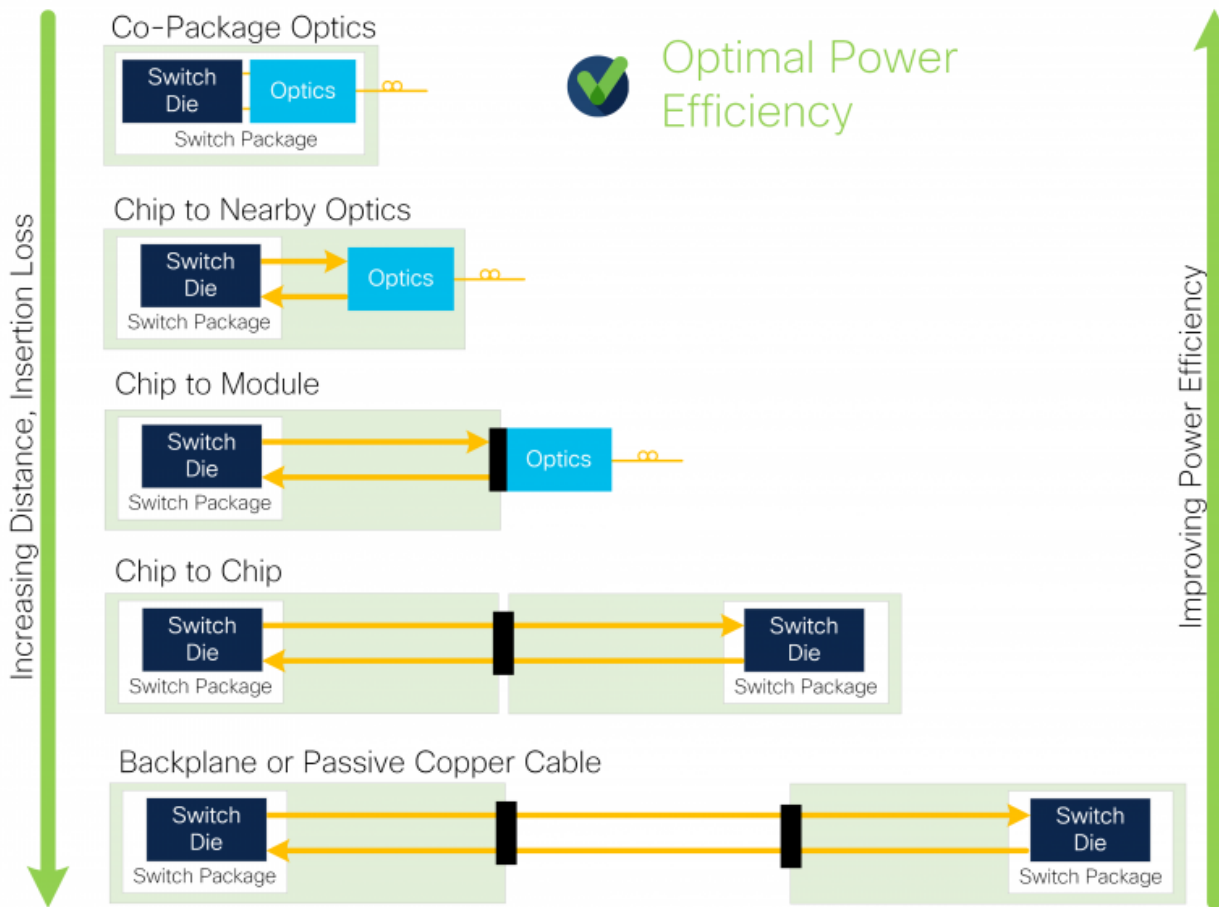 Co-Package Optics
Switch
Die
Optics
Switch Package
Optimal Power
Efficiency
Chip to Nearby Optics
Switch
Die
Optics
Switch Package
Chip to Module
Switch
Die
Optics
Switch Package
Chip to Chip
Switch
Die
Switch Package
Switch
Die
Switch Package
Backplane or Passive Copper Cable
Switch
Die
Switch Package
Switch
Die
Switch Package
Increasing Distance, Insertion Loss
Improving Power Efficiency